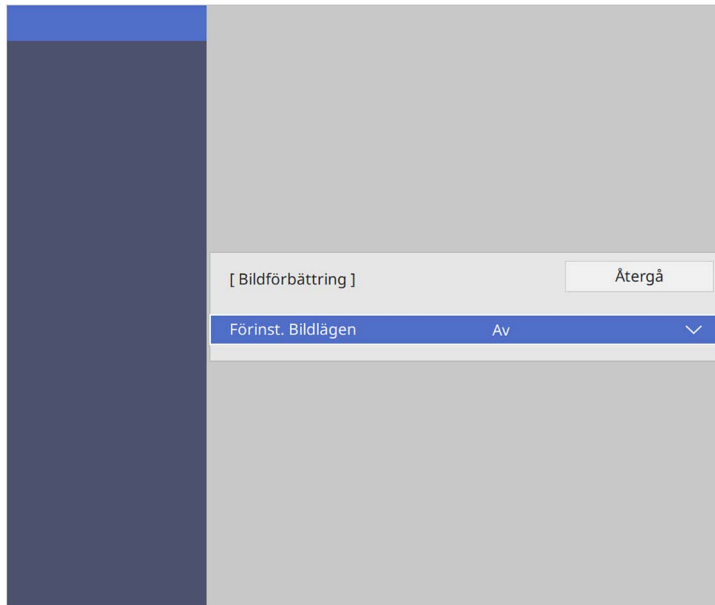 [ Bildförbättring ]
Återgå
Förinst. Bildlägen Av